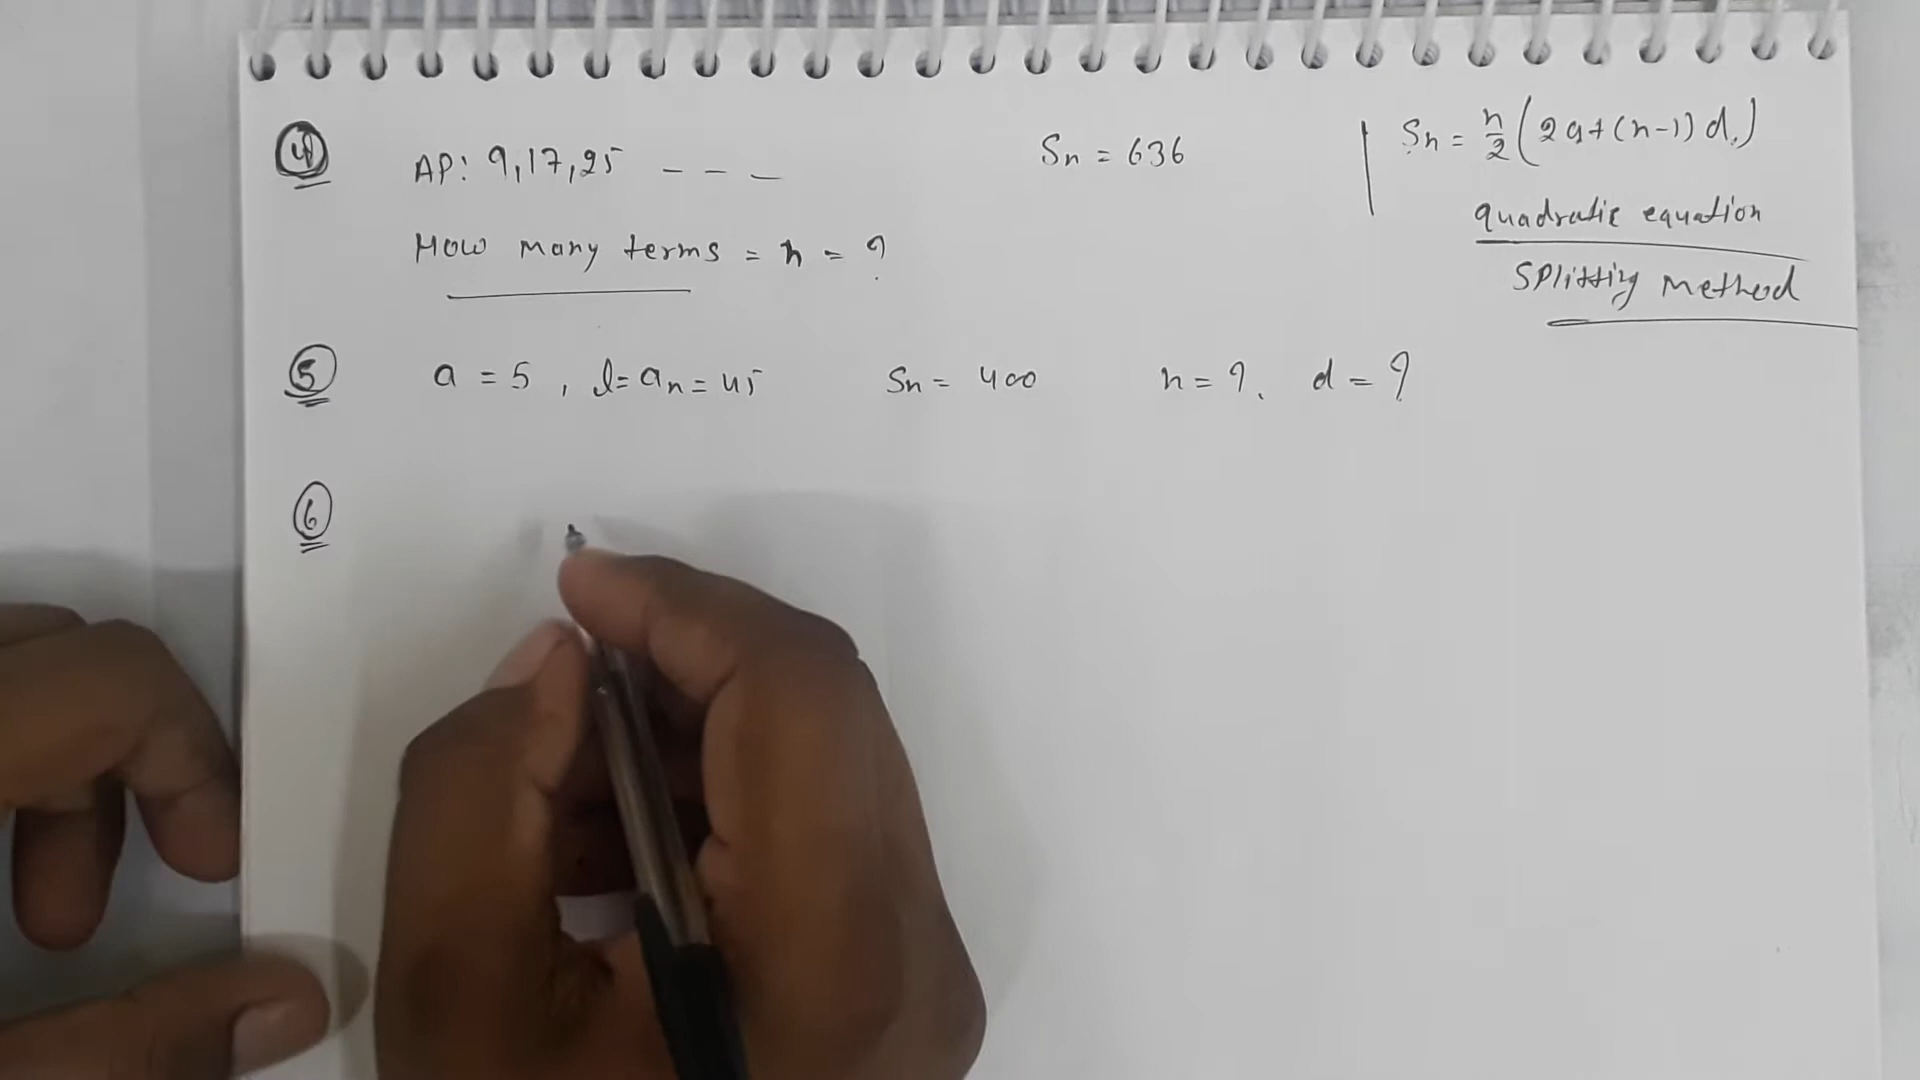 4 AP: 9, 17, 25 - - - Sn = 636
Sn = n/2 (2a+(n-1)d.)
How many terms = n = ?
quadratic equation
Splitting Method
5 a = 5 , l = an = 45 Sn = 400 n = ?. d = ?
6